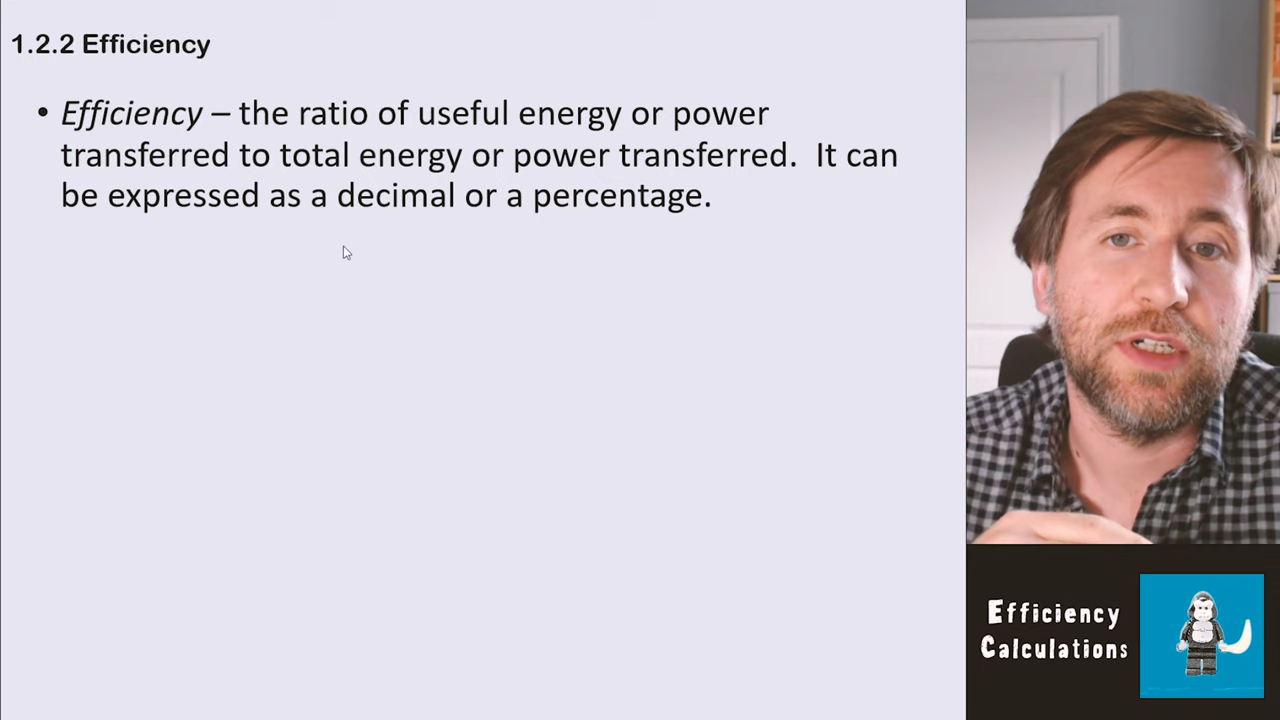 1.2.2 Efficiency
• Efficiency – the ratio of useful energy or power
transferred to total energy or power transferred.  It can
be expressed as a decimal or a percentage.
Efficiency
Calculations